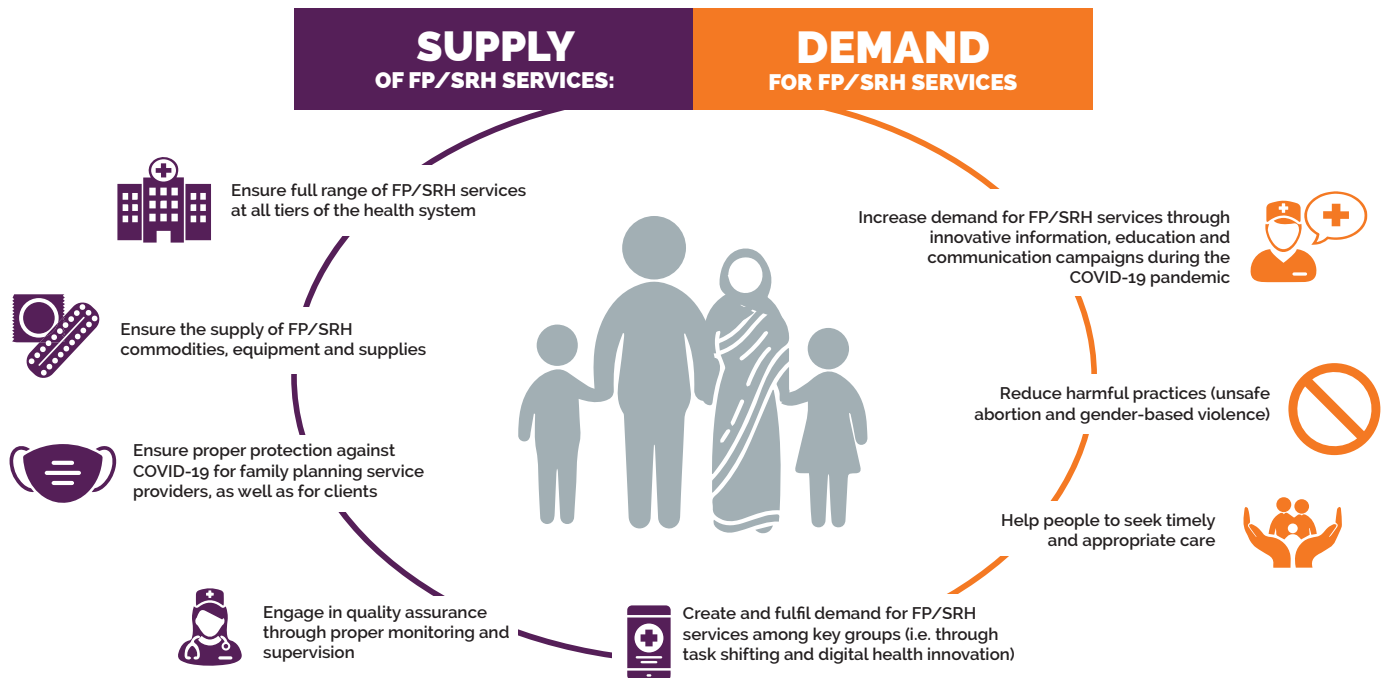 SUPPLY
OF FP/SRH SERVICES:
DEMAND
FOR FP/SRH SERVICES
Ensure full range of FP/SRH services
at all tiers of the health system
Ensure the supply of FP/SRH
commodities, equipment and supplies
Ensure proper protection against
COVID-19 for family planning service
providers, as well as for clients
Engage in quality assurance
through proper monitoring and
supervision
Create and fulfil demand for FP/SRH
services among key groups (i.e. through
task shifting and digital health innovation)
Increase demand for FP/SRH services through
innovative information, education and
communication campaigns during the
COVID-19 pandemic
Reduce harmful practices (unsafe
abortion and gender-based violence)
Help people to seek timely
and appropriate care